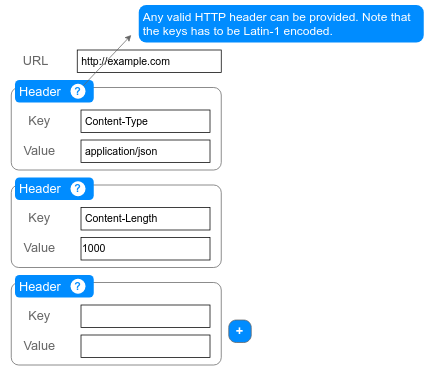 Any valid HTTP header can be provided. Note that
the keys has to be Latin-1 encoded.
URL http://example.com
Header ?
Key Content-Type
Value application/json
Header ?
Key Content-Length
Value 1000
Header ?
Key
Value
+